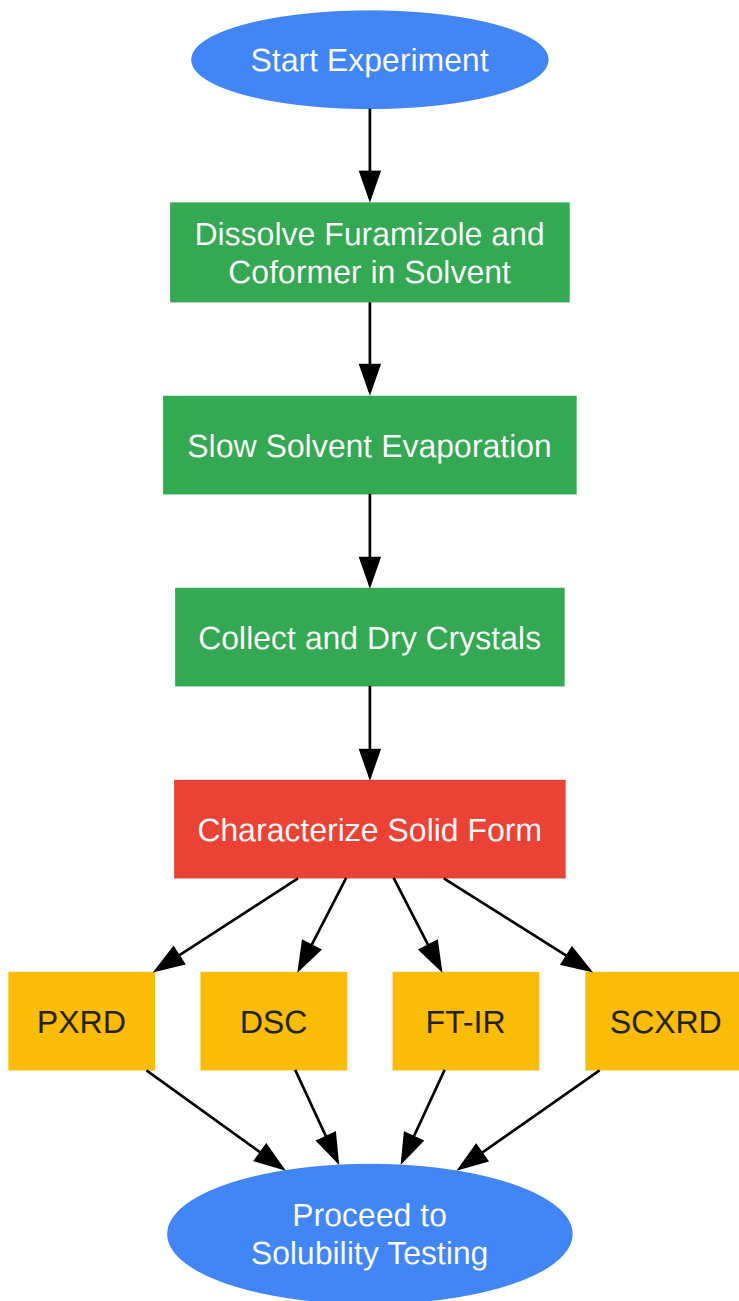 Start Experiment
Dissolve Furamizole and
Coformer in Solvent
Slow Solvent Evaporation
Collect and Dry Crystals
Characterize Solid Form
PXRD
DSC
FT-IR
SCXRD
Proceed to
Solubility Testing